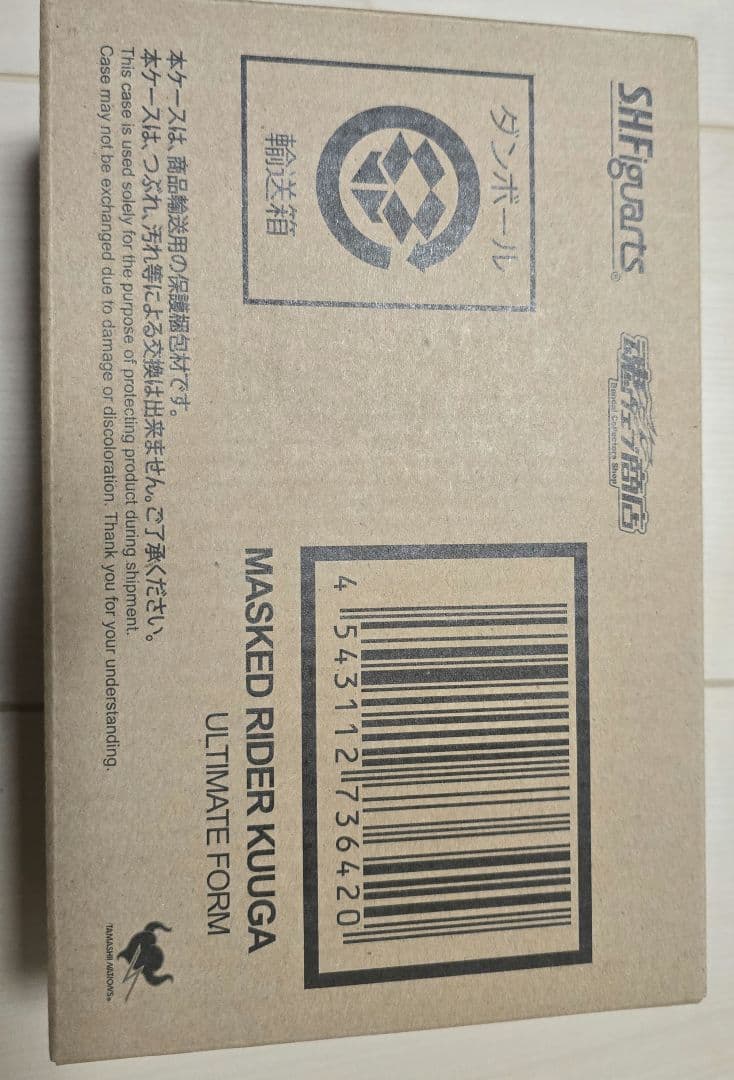 S.H.Figuarts®
魂ウェブ商店
Bandai Collectors Shop
ダンボール
輸送箱
4 543112 736420
MASKED RIDER KUUGA
ULTIMATE FORM
本ケースは、商品輸送用の保護梱包材です。
本ケースは、つぶれ、汚れ等による交換は出来ません。ご了承ください。
This case is used solely for the purpose of protecting product during shipment.
Case may not be exchanged due to damage or discoloration. Thank you for your understanding.
TAMASHII NATIONS®